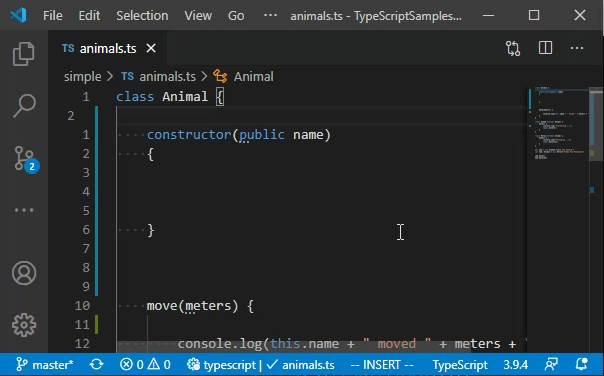 File Edit Selection View Go ··· animals.ts - TypeScriptSamples...
TS animals.ts
simple > TS animals.ts > Animal
1 class Animal {
2
1 constructor(public name)
2 {
3
4
5
6 }
7
8
9
10 move(meters) {
11
12 console.log(this.name + " moved " + meters +
2
master* 0 0 typescript | animals.ts -- INSERT -- TypeScript 3.9.4